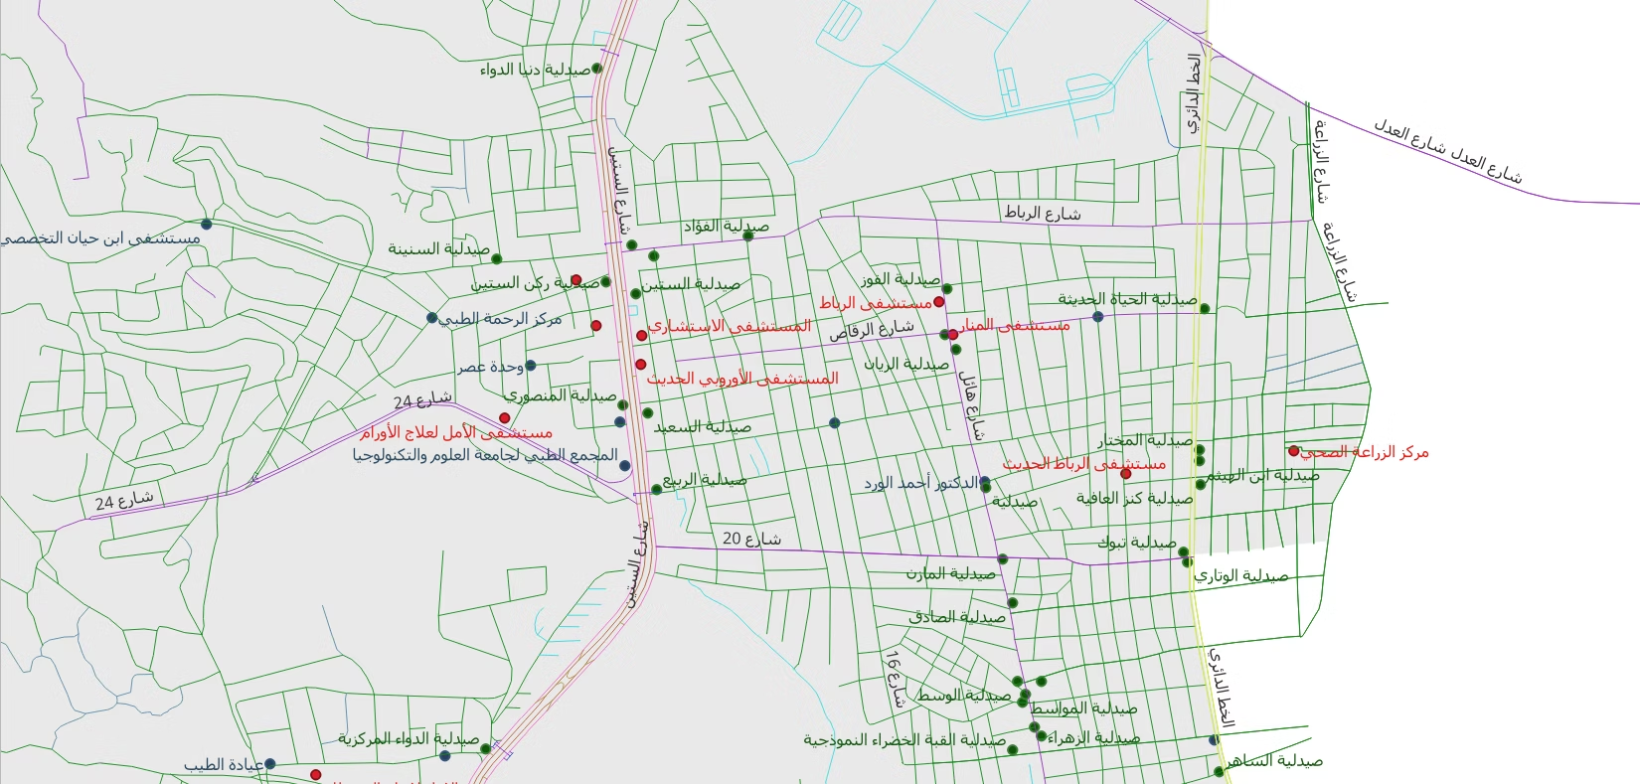 صيدلية دنيا الدواء
الخط الدائري
شارع الزراعة
شارع العدل
شارع العدل
شارع الستين
شارع الرباط
صيدلية الفؤاد
مستشفى ابن حيان التخصصي
صيدلية السنينة
شارع الزراعة
صيدلية ركن الستين
صيدلية الستين
صيدلية الفوز
مستشفى الرباط
صيدلية الحياة الحديثة
مركز الرحمة الطبي
المستشفى الاستشاري
شارع الرقاص
مستشفى المنار
وحدة عصر
صيدلية الريان
المستشفى الأوروبي الحديث
صيدلية المنصوري
شارع 24
شارع هائل
صيدلية السعيد
مستشفى الأمل لعلاج الأورام
صيدلية المختار
مركز الزراعة الصحي
المجمع الطبي لجامعة العلوم والتكنولوجيا
مستشفى الرباط الحديث
صيدلية ابن الهيثم
صيدلية الربيع
الدكتور أحمد الورد
شارع 24
صيدلية
صيدلية كنز العافية
شارع 20
صيدلية تبوك
شارع الستين
صيدلية المازن
صيدلية الوتاري
صيدلية الصادق
شارع 16
الخط الدائري
صيدلية الوسط
صيدلية المواسط
صيدلية الدواء المركزية
صيدلية القبة الخضراء النموذجية
صيدلية الزهراء
عيادة الطيب
صيدلية الساهر